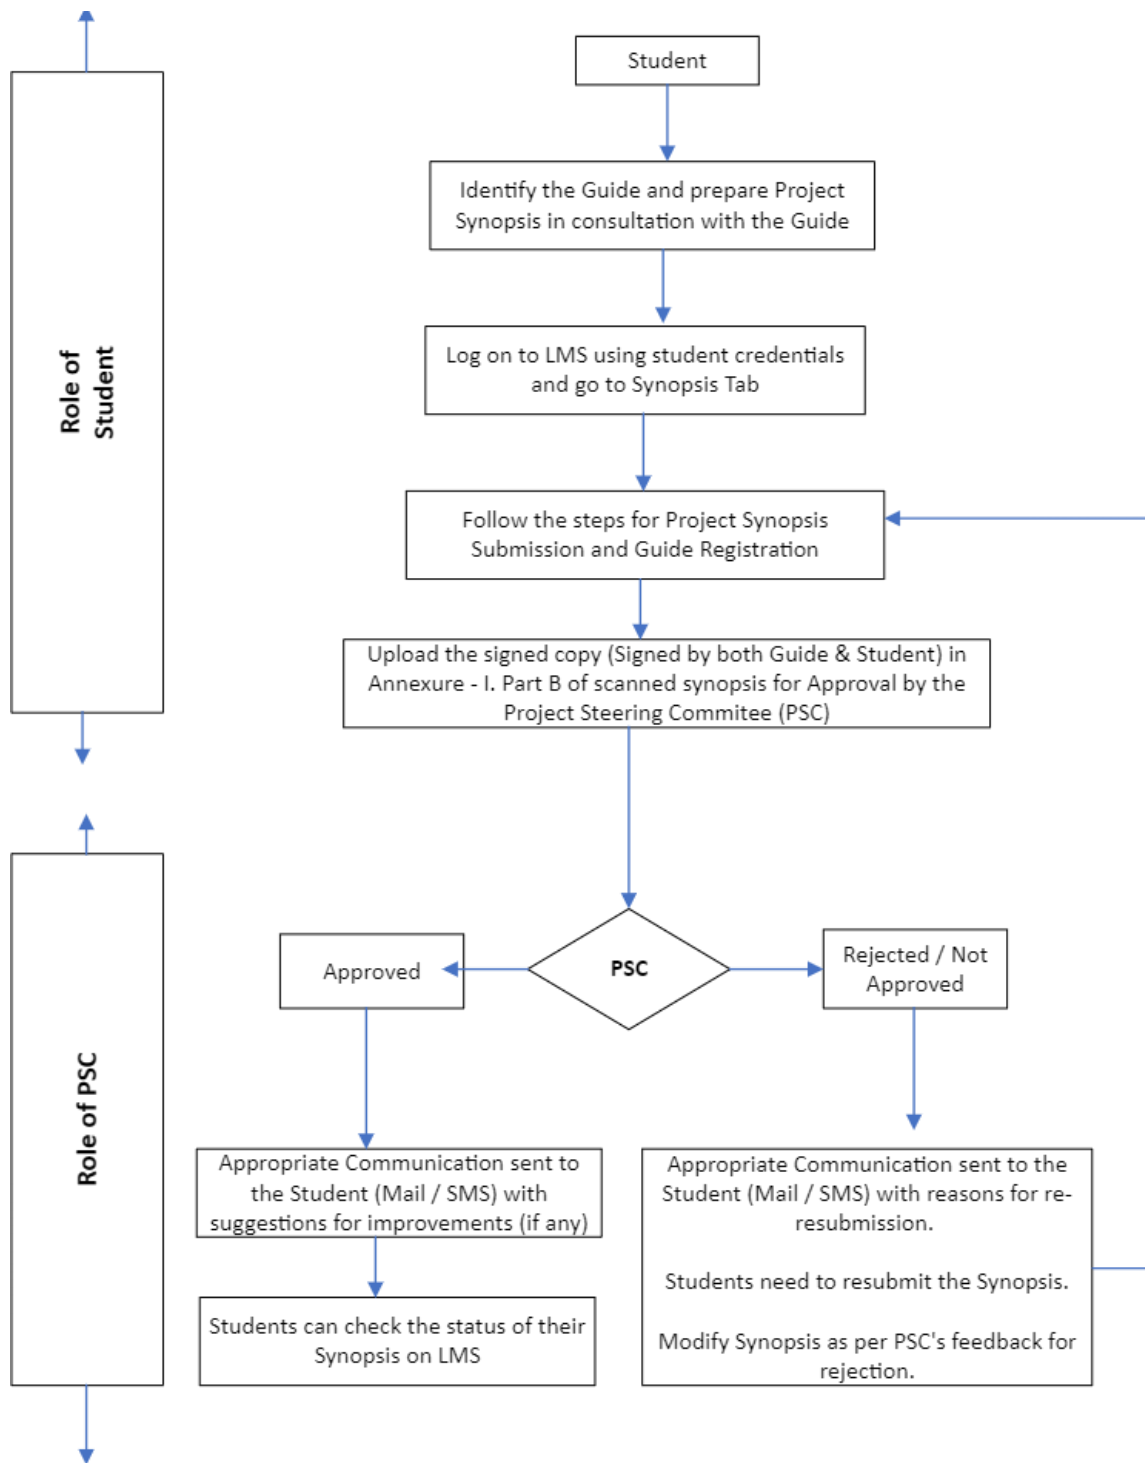 Student
Identify the Guide and prepare Project
Synopsis in consultation with the Guide
Log on to LMS using student credentials
and go to Synopsis Tab
Role of
Student
Follow the steps for Project Synopsis
Submission and Guide Registration
Upload the signed copy (Signed by both Guide & Student) in
Annexure - I. Part B of scanned synopsis for Approval by the
Project Steering Commitee (PSC)
Role of PSC
PSC
Approved
Rejected / Not
Approved
Appropriate Communication sent to
the Student (Mail / SMS) with
suggestions for improvements (if any)
Students can check the status of their
Synopsis on LMS
Appropriate Communication sent to the
Student (Mail / SMS) with reasons for re-
resubmission.
Students need to resubmit the Synopsis.
Modify Synopsis as per PSC's feedback for
rejection.